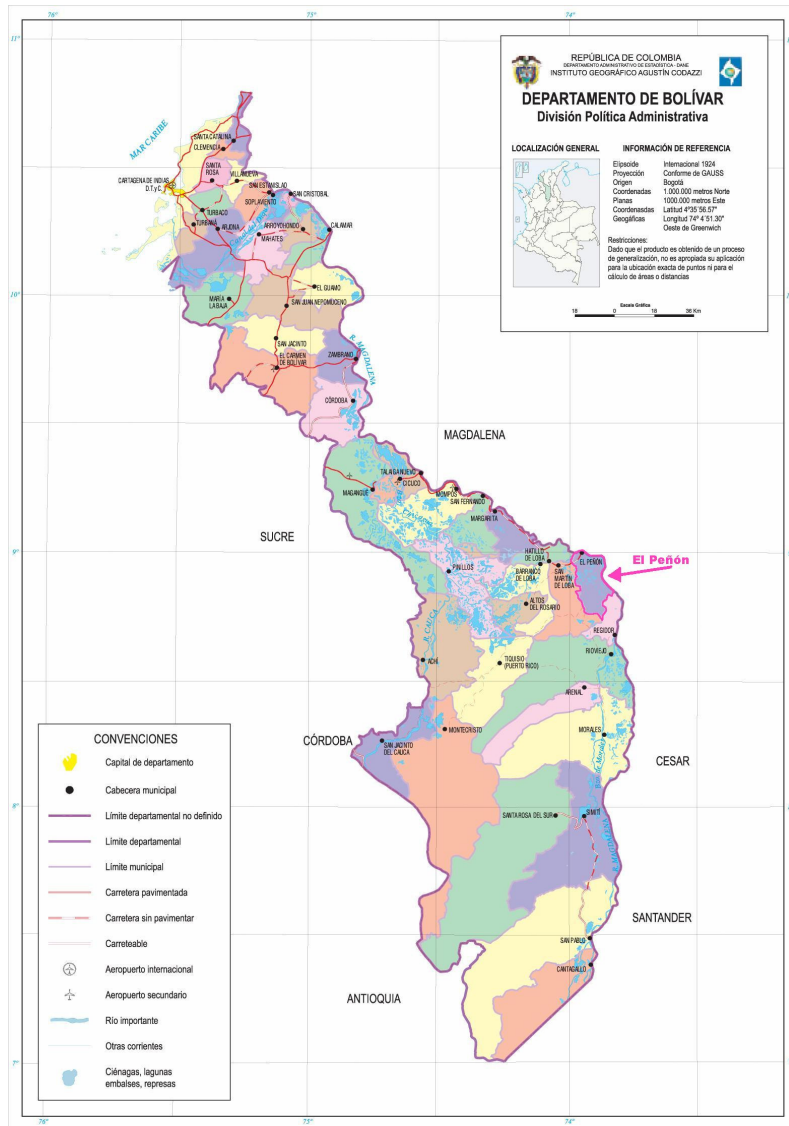 76°
75°
74°
11°
REPÚBLICA DE COLOMBIA
DEPARTAMENTO ADMINISTRATIVO DE ESTADÍSTICA - DANE
INSTITUTO GEOGRÁFICO AGUSTÍN CODAZZI
DEPARTAMENTO DE BOLÍVAR
División Política Administrativa
LOCALIZACIÓN GENERAL
INFORMACIÓN DE REFERENCIA
Elipsoide Internacional 1924
Proyección Conforme de GAUSS
Origen Bogotá
Coordenadas 1.000.000 metros Norte
Planas 1000.000 metros Este
Coordenasdas Latitud 4°35'56.57"
Geográficas Longitud 74° 4'51.30"
Oeste de Greenwich
Restricciones:
Dado que el producto es obtenido de un proceso
de generalización, no es apropiada su aplicación
para la ubicación exacta de puntos ni para el
cálculo de áreas o distancias
Escala Gráfica
18 0 18 36 Km
MAR CARIBE
SANTA CATALINA
CLEMENCIA
SANTA
ROSA
VILLANUEVA
CARTAGENA DE INDIAS
D.T.y C.
SAN ESTANISLAO
SAN CRISTOBAL
SOPLAVIENTO
TURBACO
TURBANÁ
ARJONA
ARROYOHONDO
CALAMAR
MAHATES
10°
EL GUAMO
MARÍA
LA BAJA
SAN JUAN NEPOMUCENO
SAN JACINTO
EL CARMEN
DE BOLÍVAR
ZAMBRANO
R. MAGDALENA
CÓRDOBA
MAGDALENA
TALAIGA NUEVO
CICUCO
MAGANGUÉ
MOMPÓS
SAN FERNANDO
MARGARITA
SUCRE
9°
HATILLO
DE LOBA
EL PEÑÓN
El Peñón
PINILLOS
BARRANCO
DE LOBA
SAN
MARTÍN
DE LOBA
ALTOS
DEL ROSARIO
R. CAUCA
REGIDOR
RIOVIEJO
ACHÍ
TIQUISIO
(PUERTO RICO)
ARENAL
MONTECRISTO
MORALES
CÓRDOBA
SAN JACINTO
DEL CAUCA
CESAR
8°
SANTA ROSA DEL SUR
SIMITÍ
R. MAGDALENA
SANTANDER
SAN PABLO
CANTAGALLO
ANTIOQUIA
7°
CONVENCIONES
Capital de departamento
Cabecera municipal
Límite departamental no definido
Límite departamental
Límite municipal
Carretera pavimentada
Carretera sin pavimentar
Carreteable
Aeropuerto internacional
Aeropuerto secundario
Río importante
Otras corrientes
Ciénagas, lagunas
embalses, represas
76°
75°
74°